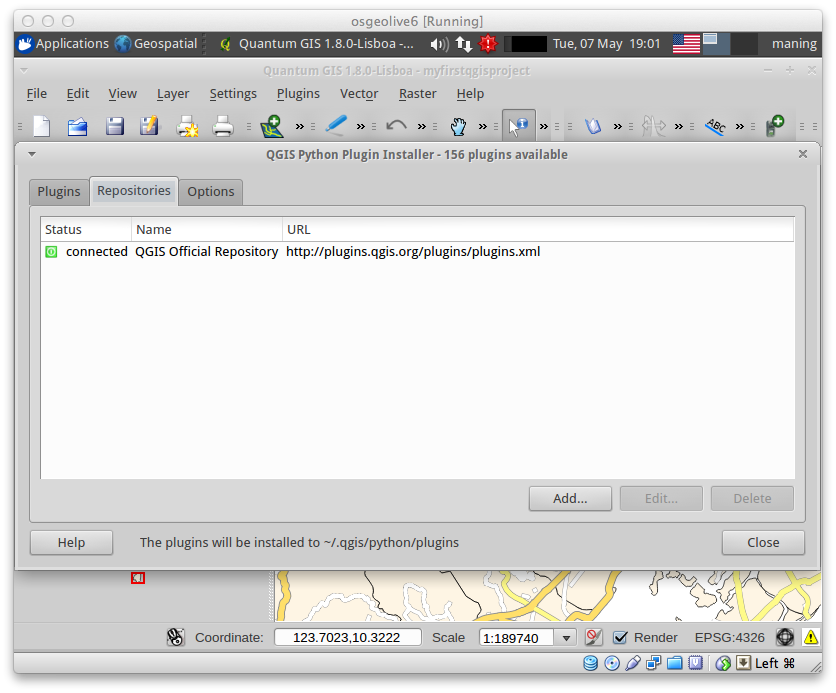 osgeolive6 [Running]
Applications Geospatial Quantum GIS 1.8.0-Lisboa -... Tue, 07 May 19:01 maning
Quantum GIS 1.8.0-Lisboa - myfirstqgisproject
File Edit View Layer Settings Plugins Vector Raster Help
ABC
QGIS Python Plugin Installer - 156 plugins available
Plugins Repositories Options
Status Name URL
connected QGIS Official Repository http://plugins.qgis.org/plugins/plugins.xml
Add... Edit... Delete
Help The plugins will be installed to ~/.qgis/python/plugins Close
Coordinate: 123.7023,10.3222 Scale 1:189740 Render EPSG:4326
Left ⌘